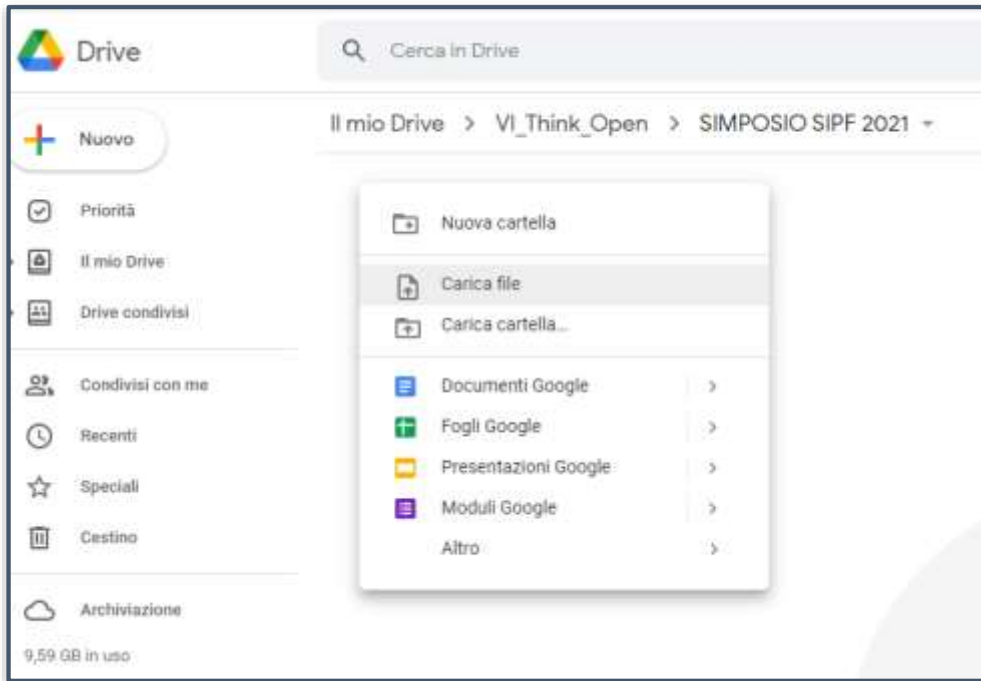 Drive
Cerca in Drive
Nuovo
Il mio Drive > VI_Think_Open > SIMPOSIO SIPF 2021
Priorità
Il mio Drive
Drive condivisi
Condivisi con me
Recenti
Speciali
Cestino
Archiviazione
9,59 GB in uso
Nuova cartella
Carica file
Carica cartella...
Documenti Google
Fogli Google
Presentazioni Google
Moduli Google
Altro